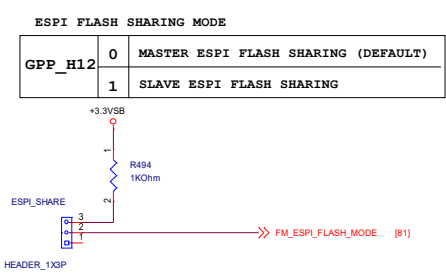 ESPI FLASH SHARING MODE
GPP_H12
0 MASTER ESPI FLASH SHARING (DEFAULT)
1 SLAVE ESPI FLASH SHARING
+3.3VSB
1
R494
1KOhm
2
ESPI_SHARE
3
2
1
FM_ESPI_FLASH_MODE [81]
HEADER_1X3P